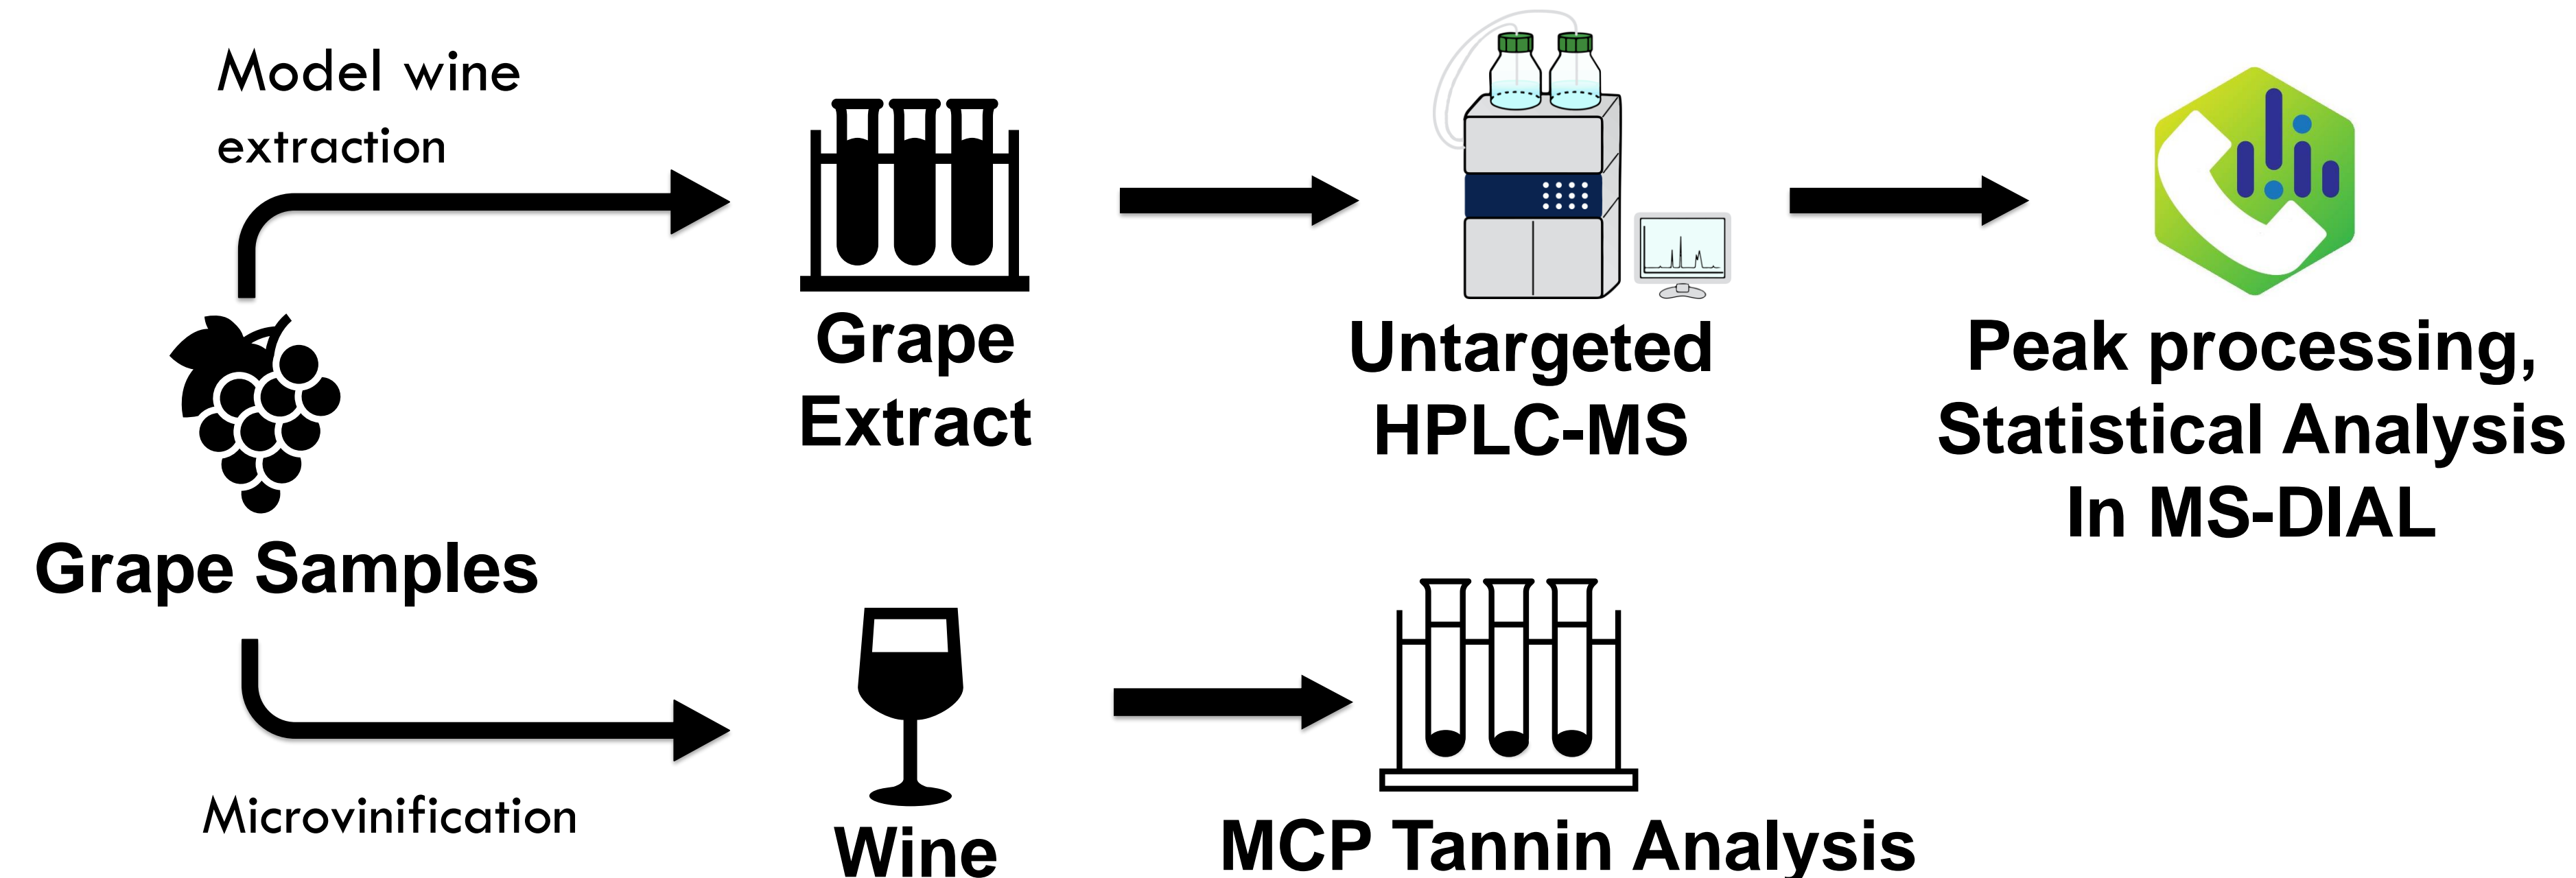 Model wine
extraction
Grape
Extract
Untargeted
HPLC-MS
Peak processing,
Statistical Analysis
In MS-DIAL
Grape Samples
Microvinification
Wine
MCP Tannin Analysis